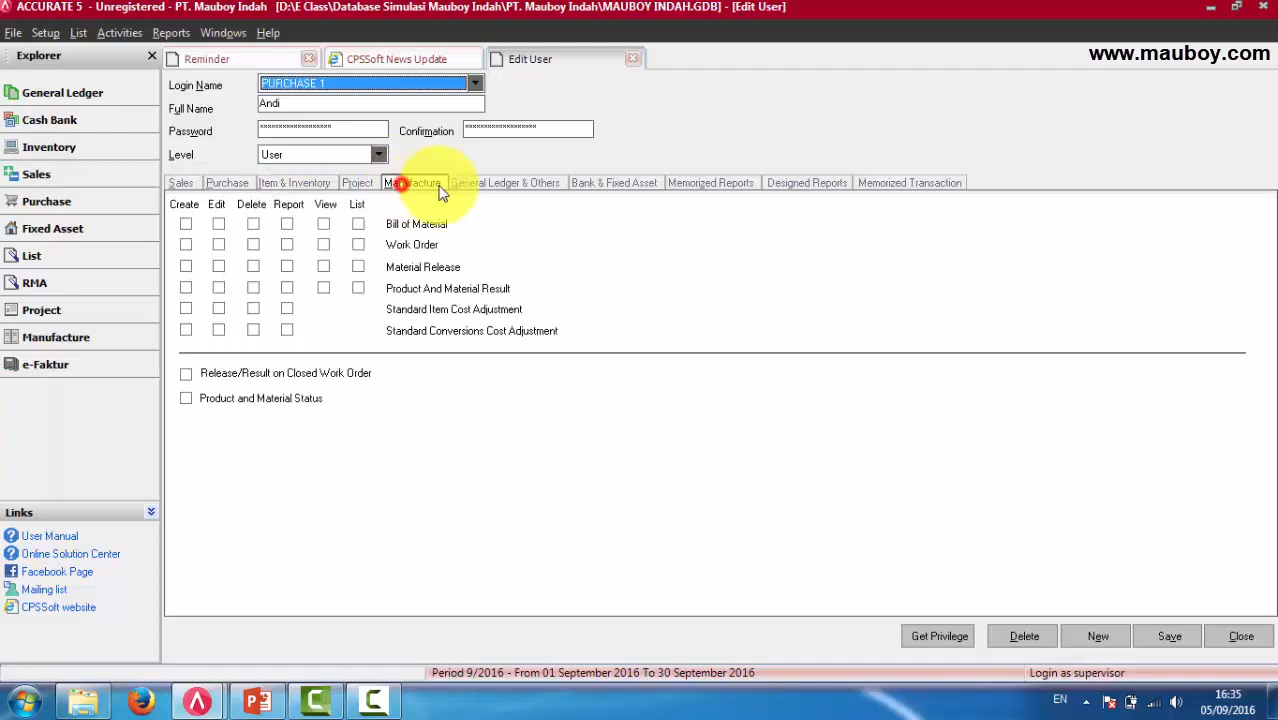 ACCURATE 5 - Unregistered - PT. Mauboy Indah [D:\E Class\Database Simulasi Mauboy Indah\PT. Mauboy Indah\MAUBOY INDAH.GDB] - [Edit User]
File Setup List Activities Reports Windows Help
www.mauboy.com
Explorer
Reminder
CPSSoft News Update
Edit User
General Ledger
Cash Bank
Inventory
Sales
Purchase
Fixed Asset
List
RMA
Project
Manufacture
e-Faktur
Links
User Manual
Online Solution Center
Facebook Page
Mailing list
CPSSoft website
Login Name PURCHASE 1
Full Name Andi
Password ****************** Confirmation ******************
Level User
Sales Purchase Item & Inventory Project Manufacture General Ledger & Others Bank & Fixed Asset Memorized Reports Designed Reports Memorized Transaction
Create Edit Delete Report View List
Bill of Material
Work Order
Material Release
Product And Material Result
Standard Item Cost Adjustment
Standard Conversions Cost Adjustment
Release/Result on Closed Work Order
Product and Material Status
Get Privilege Delete New Save Close
Period 9/2016 - From 01 September 2016 To 30 September 2016 Login as supervisor
EN 16:35
05/09/2016